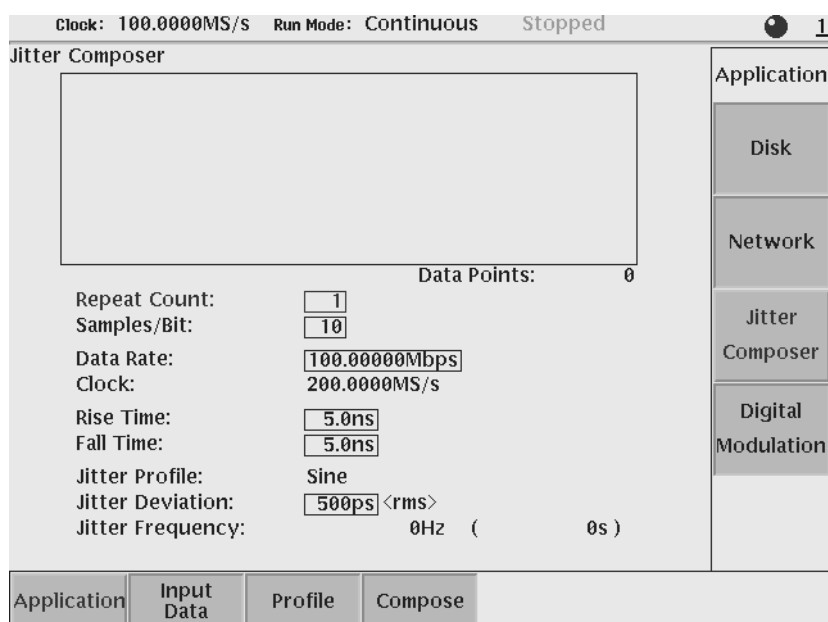 Clock: 100.0000MS/s Run Mode: Continuous Stopped 1
Jitter Composer
Application
Disk
Network
Jitter
Composer
Digital
Modulation
Data Points: 0
Repeat Count: 1
Samples/Bit: 10
Data Rate: 100.00000Mbps
Clock: 200.0000MS/s
Rise Time: 5.0ns
Fall Time: 5.0ns
Jitter Profile: Sine
Jitter Deviation: 500ps <rms>
Jitter Frequency: 0Hz ( 0s )
Application
Input
Data
Profile
Compose